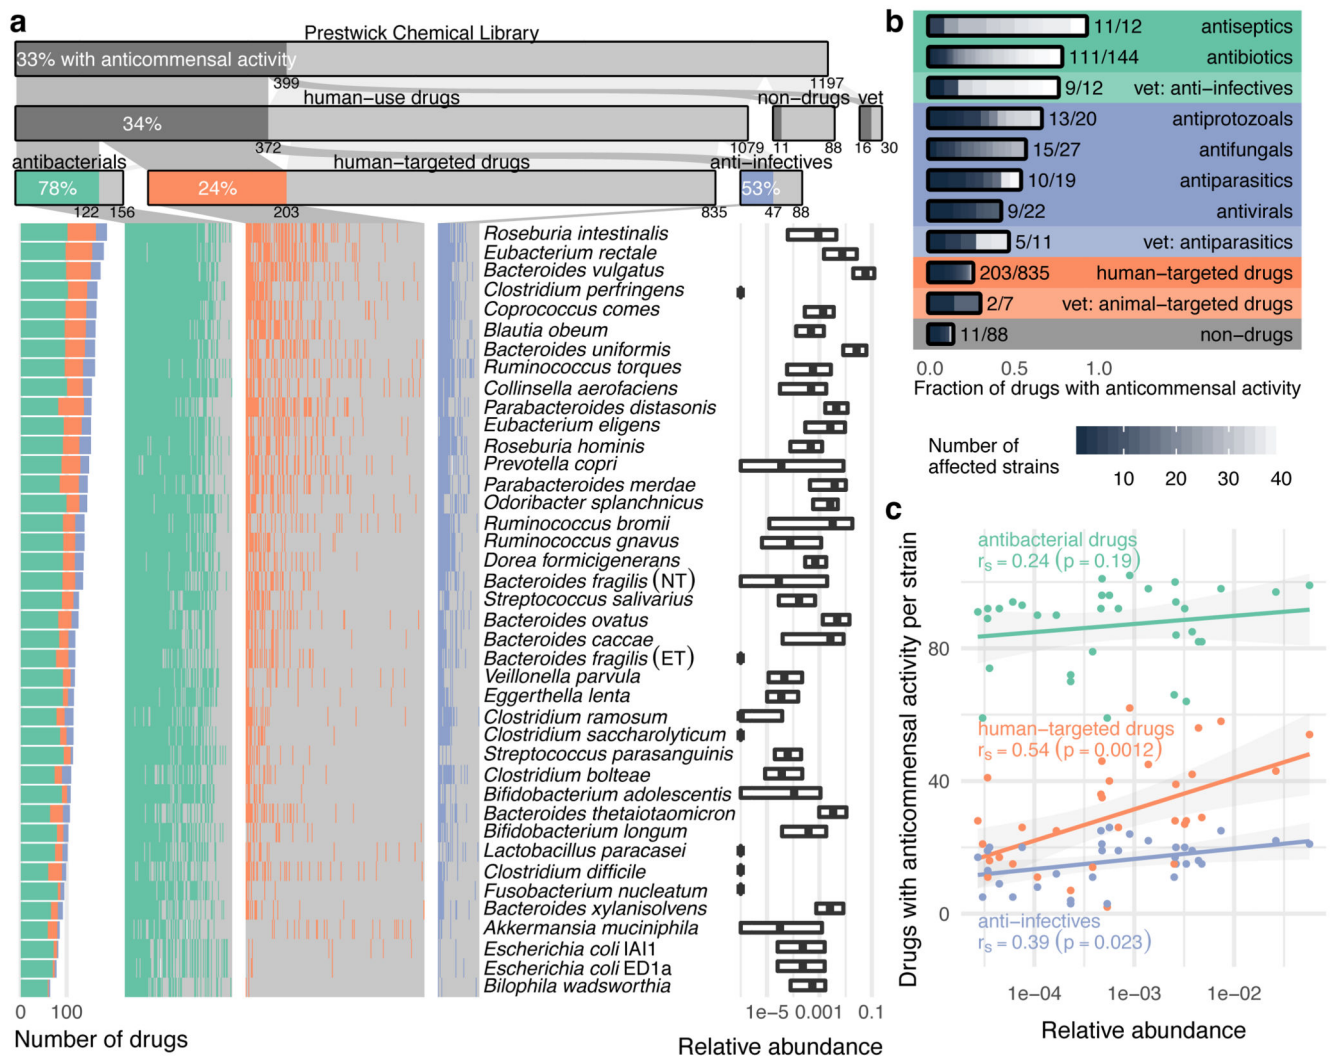 a
Prestwick Chemical Library
33% with anticommensal activity
399
1197
human-use drugs
non-drugs
vet
34%
372
1079
11
88
16
30
antibacterials
human-targeted drugs
anti-infectives
78%
24%
53%
122
156
203
835
47
88
Roseburia intestinalis
Eubacterium rectale
Bacteroides vulgatus
Clostridium perfringens
Coprococcus comes
Blautia obeum
Bacteroides uniformis
Ruminococcus torques
Collinsella aerofaciens
Parabacteroides distasonis
Eubacterium eligens
Roseburia hominis
Prevotella copri
Parabacteroides merdae
Odoribacter splanchnicus
Ruminococcus bromii
Ruminococcus gnavus
Dorea formicigenerans
Bacteroides fragilis (NT)
Streptococcus salivarius
Bacteroides ovatus
Bacteroides caccae
Bacteroides fragilis (ET)
Veillonella parvula
Eggerthella lenta
Clostridium ramosum
Clostridium saccharolyticum
Streptococcus parasanguinis
Clostridium bolteae
Bifidobacterium adolescentis
Bacteroides thetaiotaomicron
Bifidobacterium longum
Lactobacillus paracasei
Clostridium difficile
Fusobacterium nucleatum
Bacteroides xylanisolvens
Akkermansia muciniphila
Escherichia coli IAI1
Escherichia coli ED1a
Bilophila wadsworthia
0 100
Number of drugs
1e-5 0.001 0.1
Relative abundance
b
11/12 antiseptics
111/144 antibiotics
9/12 vet: anti-infectives
13/20 antiprotozoals
15/27 antifungals
10/19 antiparasitics
9/22 antivirals
5/11 vet: antiparasitics
203/835 human-targeted drugs
2/7 vet: animal-targeted drugs
11/88 non-drugs
0.0 0.5 1.0
Fraction of drugs with anticommensal activity
Number of
affected strains
10 20 30 40
c
Drugs with anticommensal activity per strain
antibacterial drugs
rs = 0.24 (p = 0.19)
80
human-targeted drugs
rs = 0.54 (p = 0.0012)
40
0
anti-infectives
rs = 0.39 (p = 0.023)
1e-04 1e-03 1e-02
Relative abundance